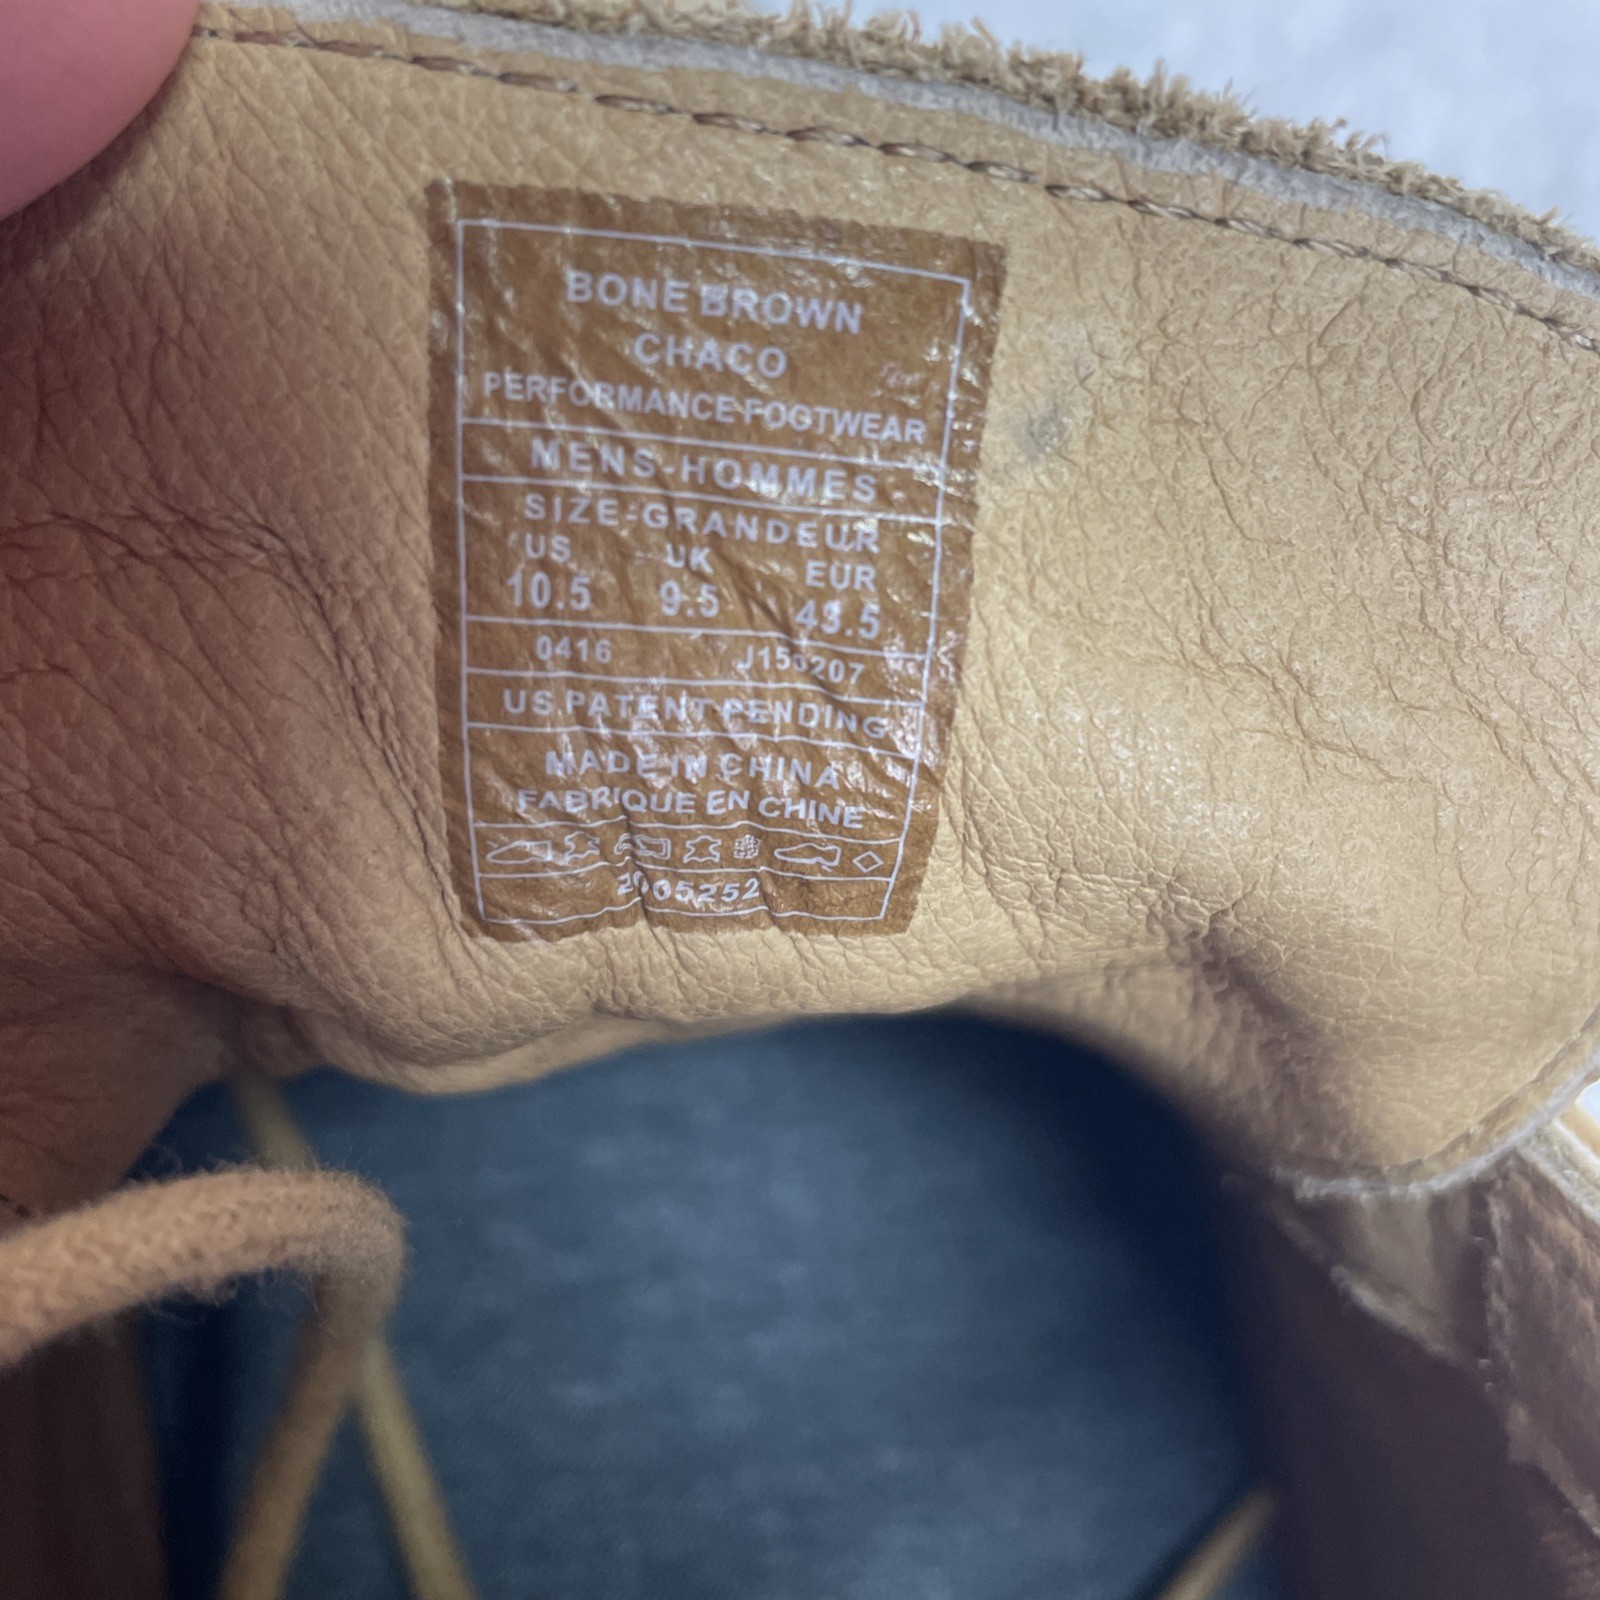 BONE BROWN
CHACO
PERFORMANCE FOOTWEAR
MENS-HOMMES
SIZE-GRANDEUR
US UK EUR
10.5 9.5 43.5
0416
US PATENT PENDING
MADE IN CHINA
FABRIQUE EN CHINE